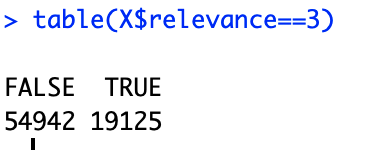 > table(X$relevance==3)
FALSE  TRUE
54942 19125